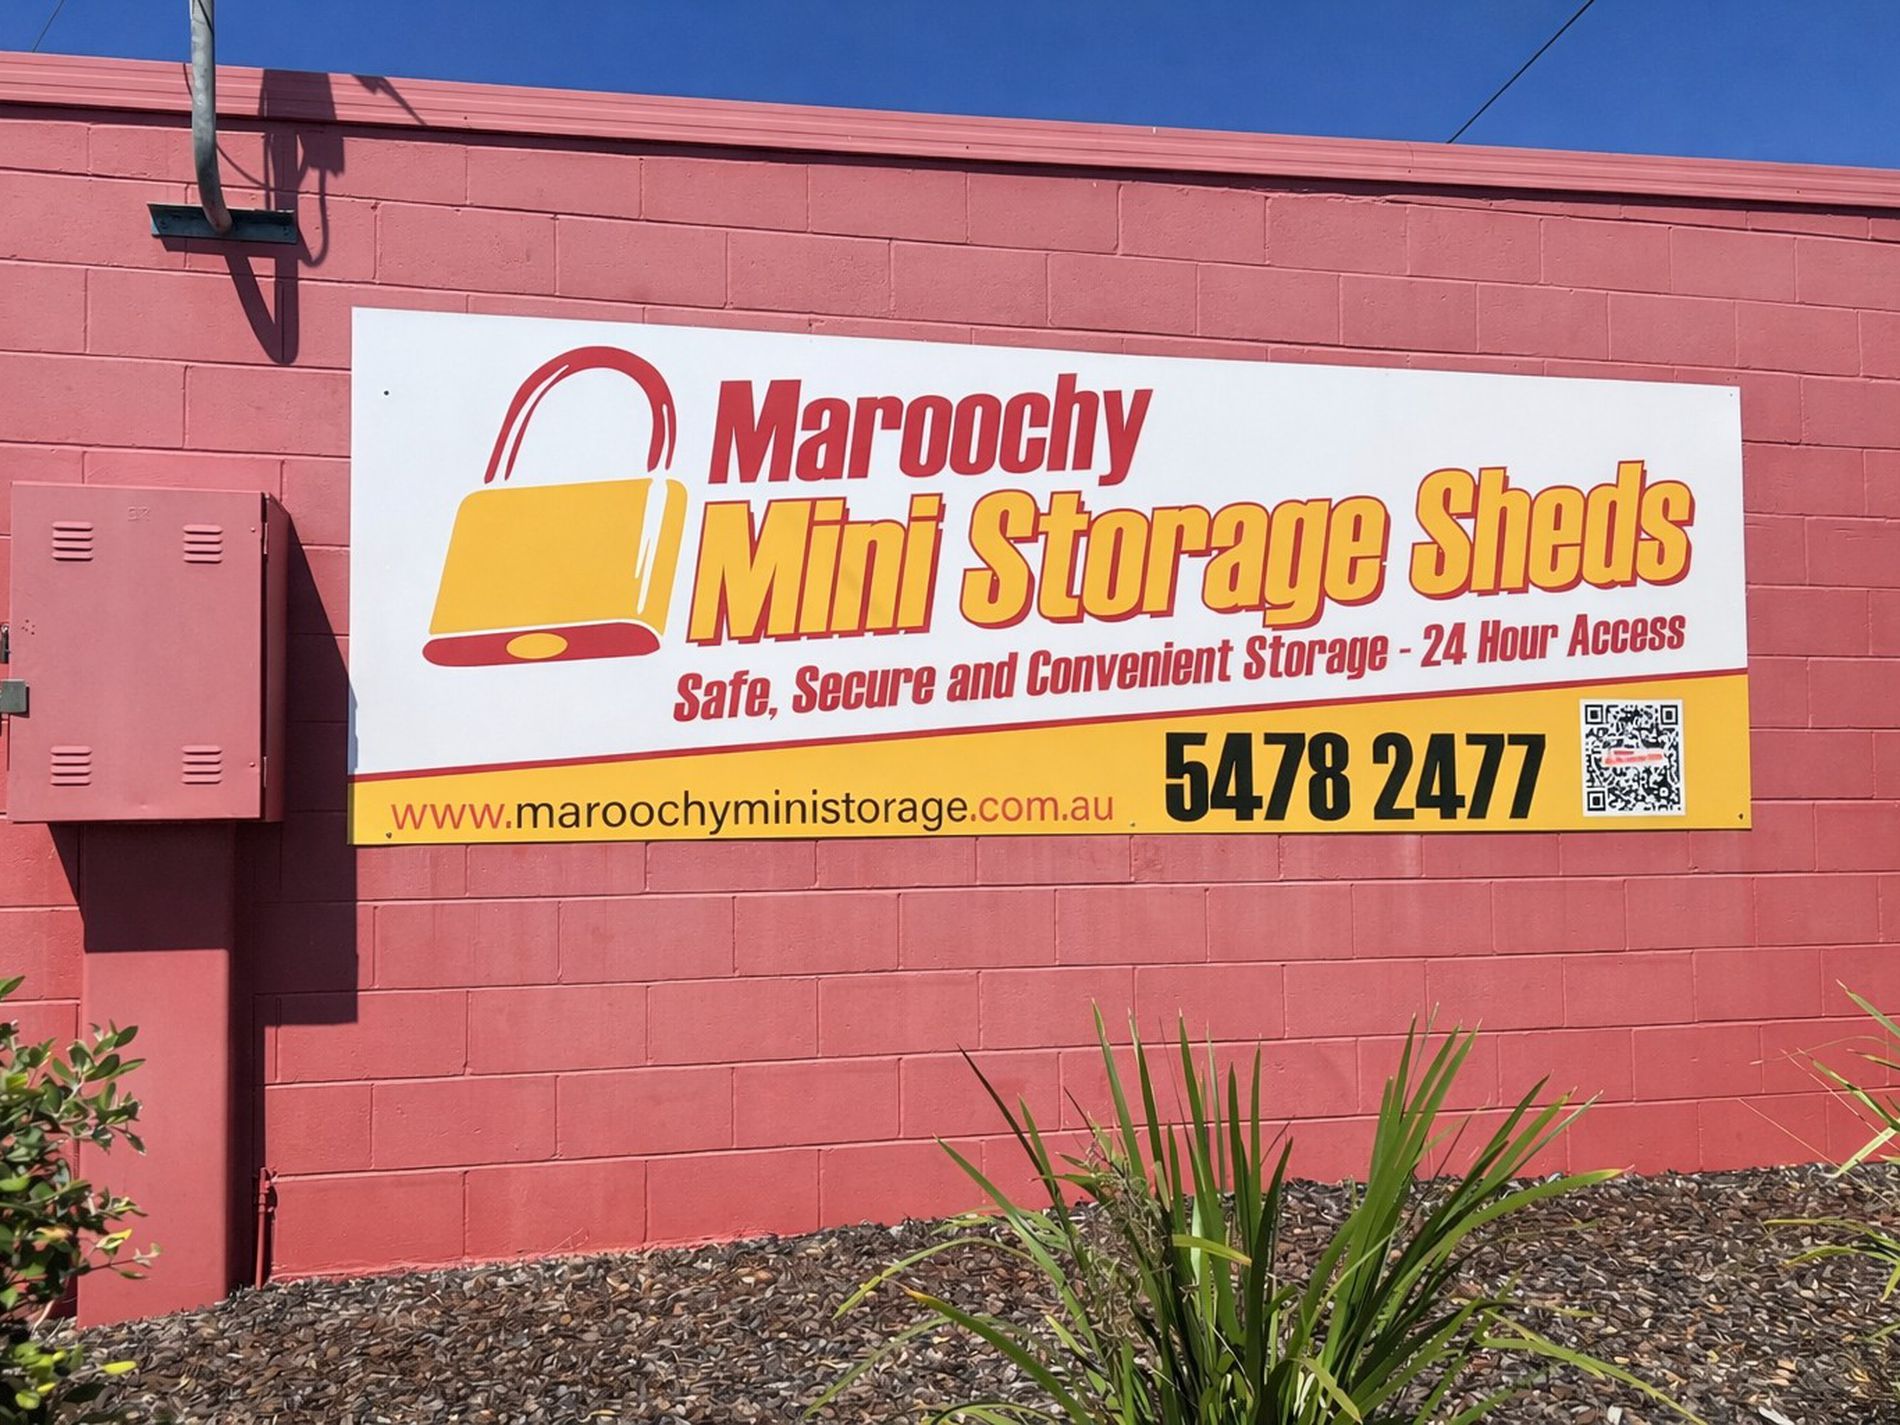 Maroochy
Mini Storage Sheds
Safe, Secure and Convenient Storage - 24 Hour Access
www.maroochyministorage.com.au
5478 2477